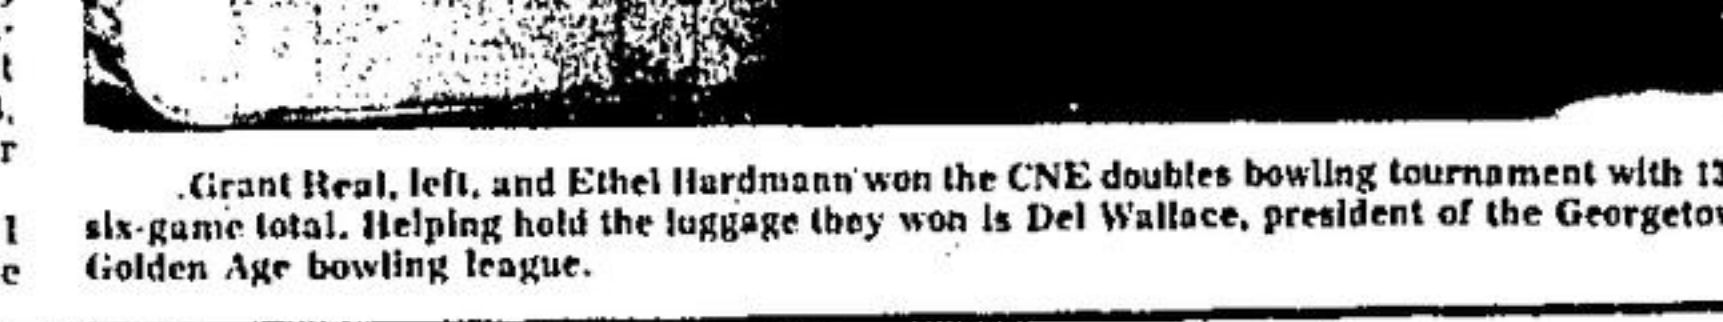 Grant Real, left, and Ethel Hardmann won the CNE doubles bowling tournament with
six-game total. Helping hold the luggage they won is Del Wallace, president of the
Golden Age bowling league.